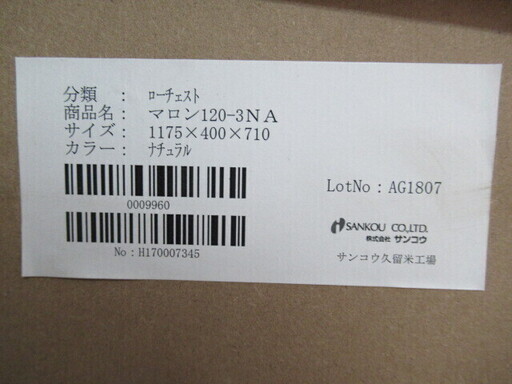 分類 : ﾛｰﾁｪｽﾄ
商品名: マロン120-3NA
サイズ: 1175×400×710
カラー: ﾅﾁｭﾗﾙ
0009960
No:H170007345
LotNo: AG1807
SANKOU CO.,LTD.
株式会社 サンコウ
サンコウ久留米工場